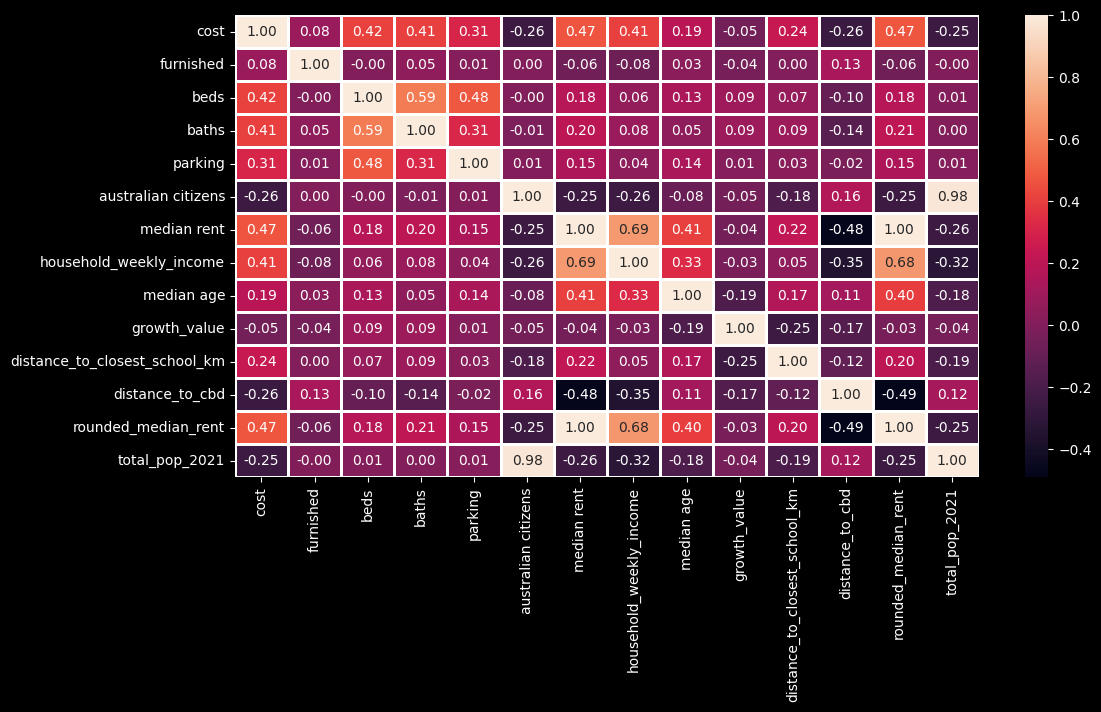 cost 1.00 0.08 0.42 0.41 0.31 -0.26 0.47 0.41 0.19 -0.05 0.24 -0.26 0.47 -0.25
furnished 0.08 1.00 -0.00 0.05 0.01 0.00 -0.06 -0.08 0.03 -0.04 0.00 0.13 -0.06 -0.00
beds 0.42 -0.00 1.00 0.59 0.48 -0.00 0.18 0.06 0.13 0.09 0.07 -0.10 0.18 0.01
baths 0.41 0.05 0.59 1.00 0.31 -0.01 0.20 0.08 0.05 0.09 0.09 -0.14 0.21 0.00
parking 0.31 0.01 0.48 0.31 1.00 0.01 0.15 0.04 0.14 0.01 0.03 -0.02 0.15 0.01
australian citizens -0.26 0.00 -0.00 -0.01 0.01 1.00 -0.25 -0.26 -0.08 -0.05 -0.18 0.16 -0.25 0.98
median rent 0.47 -0.06 0.18 0.20 0.15 -0.25 1.00 0.69 0.41 -0.04 0.22 -0.48 1.00 -0.26
household_weekly_income 0.41 -0.08 0.06 0.08 0.04 -0.26 0.69 1.00 0.33 -0.03 0.05 -0.35 0.68 -0.32
median age 0.19 0.03 0.13 0.05 0.14 -0.08 0.41 0.33 1.00 -0.19 0.17 0.11 0.40 -0.18
growth_value -0.05 -0.04 0.09 0.09 0.01 -0.05 -0.04 -0.03 -0.19 1.00 -0.25 -0.17 -0.03 -0.04
distance_to_closest_school_km 0.24 0.00 0.07 0.09 0.03 -0.18 0.22 0.05 0.17 -0.25 1.00 -0.12 0.20 -0.19
distance_to_cbd -0.26 0.13 -0.10 -0.14 -0.02 0.16 -0.48 -0.35 0.11 -0.17 -0.12 1.00 -0.49 0.12
rounded_median_rent 0.47 -0.06 0.18 0.21 0.15 -0.25 1.00 0.68 0.40 -0.03 0.20 -0.49 1.00 -0.25
total_pop_2021 -0.25 -0.00 0.01 0.00 0.01 0.98 -0.26 -0.32 -0.18 -0.04 -0.19 0.12 -0.25 1.00
cost
furnished
beds
baths
parking
australian citizens
median rent
household_weekly_income
median age
growth_value
distance_to_closest_school_km
distance_to_cbd
rounded_median_rent
total_pop_2021
1.0
0.8
0.6
0.4
0.2
0.0
−0.2
−0.4